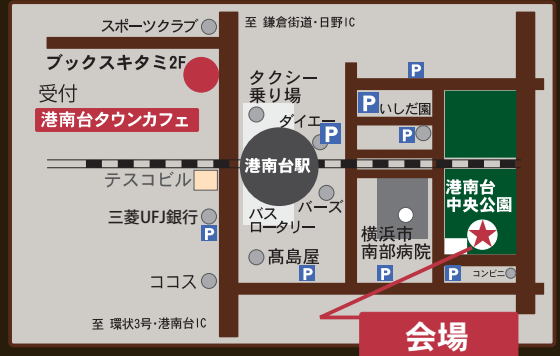 スポーツクラブ
至 鎌倉街道・日野IC
ブックスキタミ2F
受付
港南台タウンカフェ
タクシー
乗り場
ダイエー
P
P
いしだ園
P
P
港南台駅
テスコビル
三菱UFJ銀行
P
バス
ロータリー
バーズ
髙島屋
P
横浜市
南部病院
P
港南台
中央公園
P
コンビニ
ココス
至 環状3号・港南台IC
会場